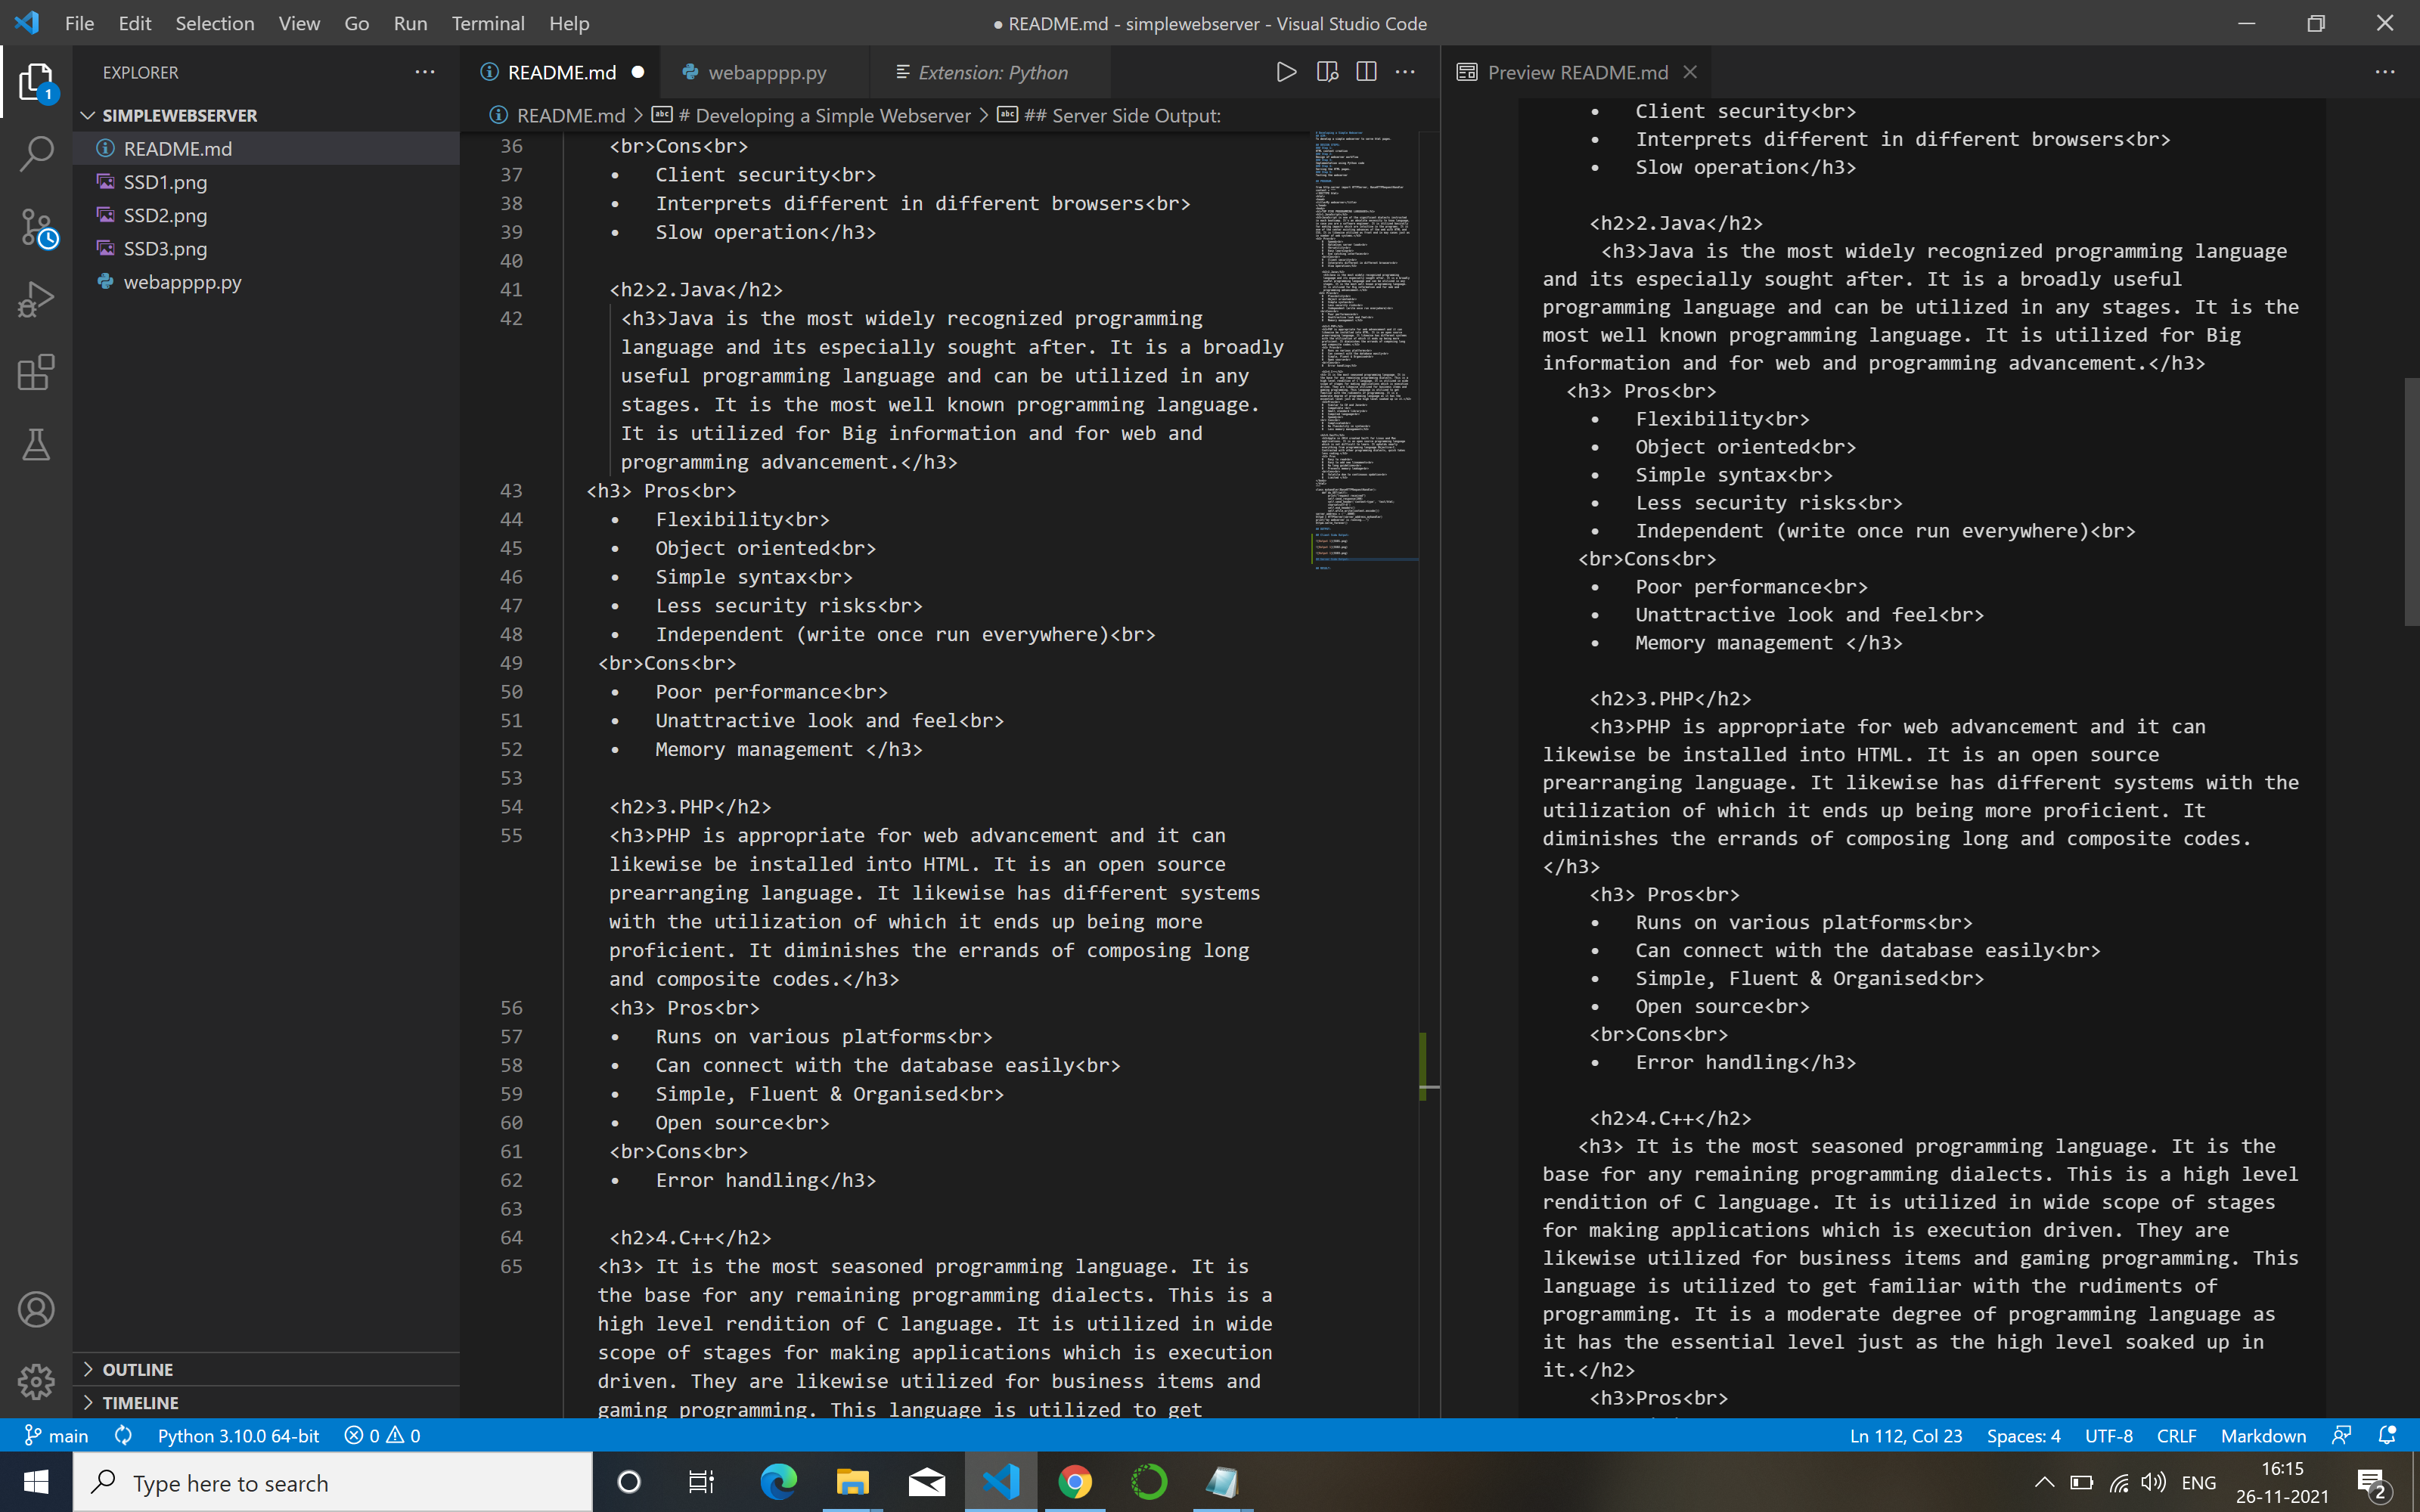 File Edit Selection View Go Run Terminal Help
● README.md - simplewebserver - Visual Studio Code
EXPLORER
SIMPLEWEBSERVER
README.md
SSD1.png
SSD2.png
SSD3.png
webapppp.py
OUTLINE
TIMELINE
1
README.md
webapppp.py
Extension: Python
README.md > # Developing a Simple Webserver > ## Server Side Output:
36 <br>Cons<br>
37 • Client security<br>
38 • Interprets different in different browsers<br>
39 • Slow operation</h3>
40
41 <h2>2.Java</h2>
42 <h3>Java is the most widely recognized programming
language and its especially sought after. It is a broadly
useful programming language and can be utilized in any
stages. It is the most well known programming language.
It is utilized for Big information and for web and
programming advancement.</h3>
43 <h3> Pros<br>
44 • Flexibility<br>
45 • Object oriented<br>
46 • Simple syntax<br>
47 • Less security risks<br>
48 • Independent (write once run everywhere)<br>
49 <br>Cons<br>
50 • Poor performance<br>
51 • Unattractive look and feel<br>
52 • Memory management </h3>
53
54 <h2>3.PHP</h2>
55 <h3>PHP is appropriate for web advancement and it can
likewise be installed into HTML. It is an open source
prearranging language. It likewise has different systems
with the utilization of which it ends up being more
proficient. It diminishes the errands of composing long
and composite codes.</h3>
56 <h3> Pros<br>
57 • Runs on various platforms<br>
58 • Can connect with the database easily<br>
59 • Simple, Fluent & Organised<br>
60 • Open source<br>
61 <br>Cons<br>
62 • Error handling</h3>
63
64 <h2>4.C++</h2>
65 <h3> It is the most seasoned programming language. It is
the base for any remaining programming dialects. This is a
high level rendition of C language. It is utilized in wide
scope of stages for making applications which is execution
driven. They are likewise utilized for business items and
gaming programming. This language is utilized to get
Preview README.md
• Client security<br>
• Interprets different in different browsers<br>
• Slow operation</h3>
<h2>2.Java</h2>
<h3>Java is the most widely recognized programming language
and its especially sought after. It is a broadly useful
programming language and can be utilized in any stages. It is the
most well known programming language. It is utilized for Big
information and for web and programming advancement.</h3>
<h3> Pros<br>
• Flexibility<br>
• Object oriented<br>
• Simple syntax<br>
• Less security risks<br>
• Independent (write once run everywhere)<br>
<br>Cons<br>
• Poor performance<br>
• Unattractive look and feel<br>
• Memory management </h3>
<h2>3.PHP</h2>
<h3>PHP is appropriate for web advancement and it can
likewise be installed into HTML. It is an open source
prearranging language. It likewise has different systems with the
utilization of which it ends up being more proficient. It
diminishes the errands of composing long and composite codes.
</h3>
<h3> Pros<br>
• Runs on various platforms<br>
• Can connect with the database easily<br>
• Simple, Fluent & Organised<br>
• Open source<br>
<br>Cons<br>
• Error handling</h3>
<h2>4.C++</h2>
<h3> It is the most seasoned programming language. It is the
base for any remaining programming dialects. This is a high level
rendition of C language. It is utilized in wide scope of stages
for making applications which is execution driven. They are
likewise utilized for business items and gaming programming. This
language is utilized to get familiar with the rudiments of
programming. It is a moderate degree of programming language as
it has the essential level just as the high level soaked up in
it.</h2>
<h3>Pros<br>
main Python 3.10.0 64-bit 0 0
Ln 112, Col 23 Spaces: 4 UTF-8 CRLF Markdown
Type here to search
ENG
16:15
26-11-2021
2